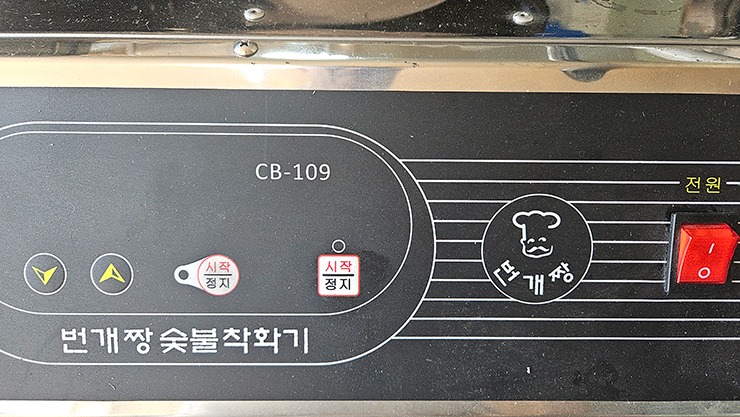 CB-109
전원
시작
정지
시작
정지
번개짱
번개짱 숯불착화기